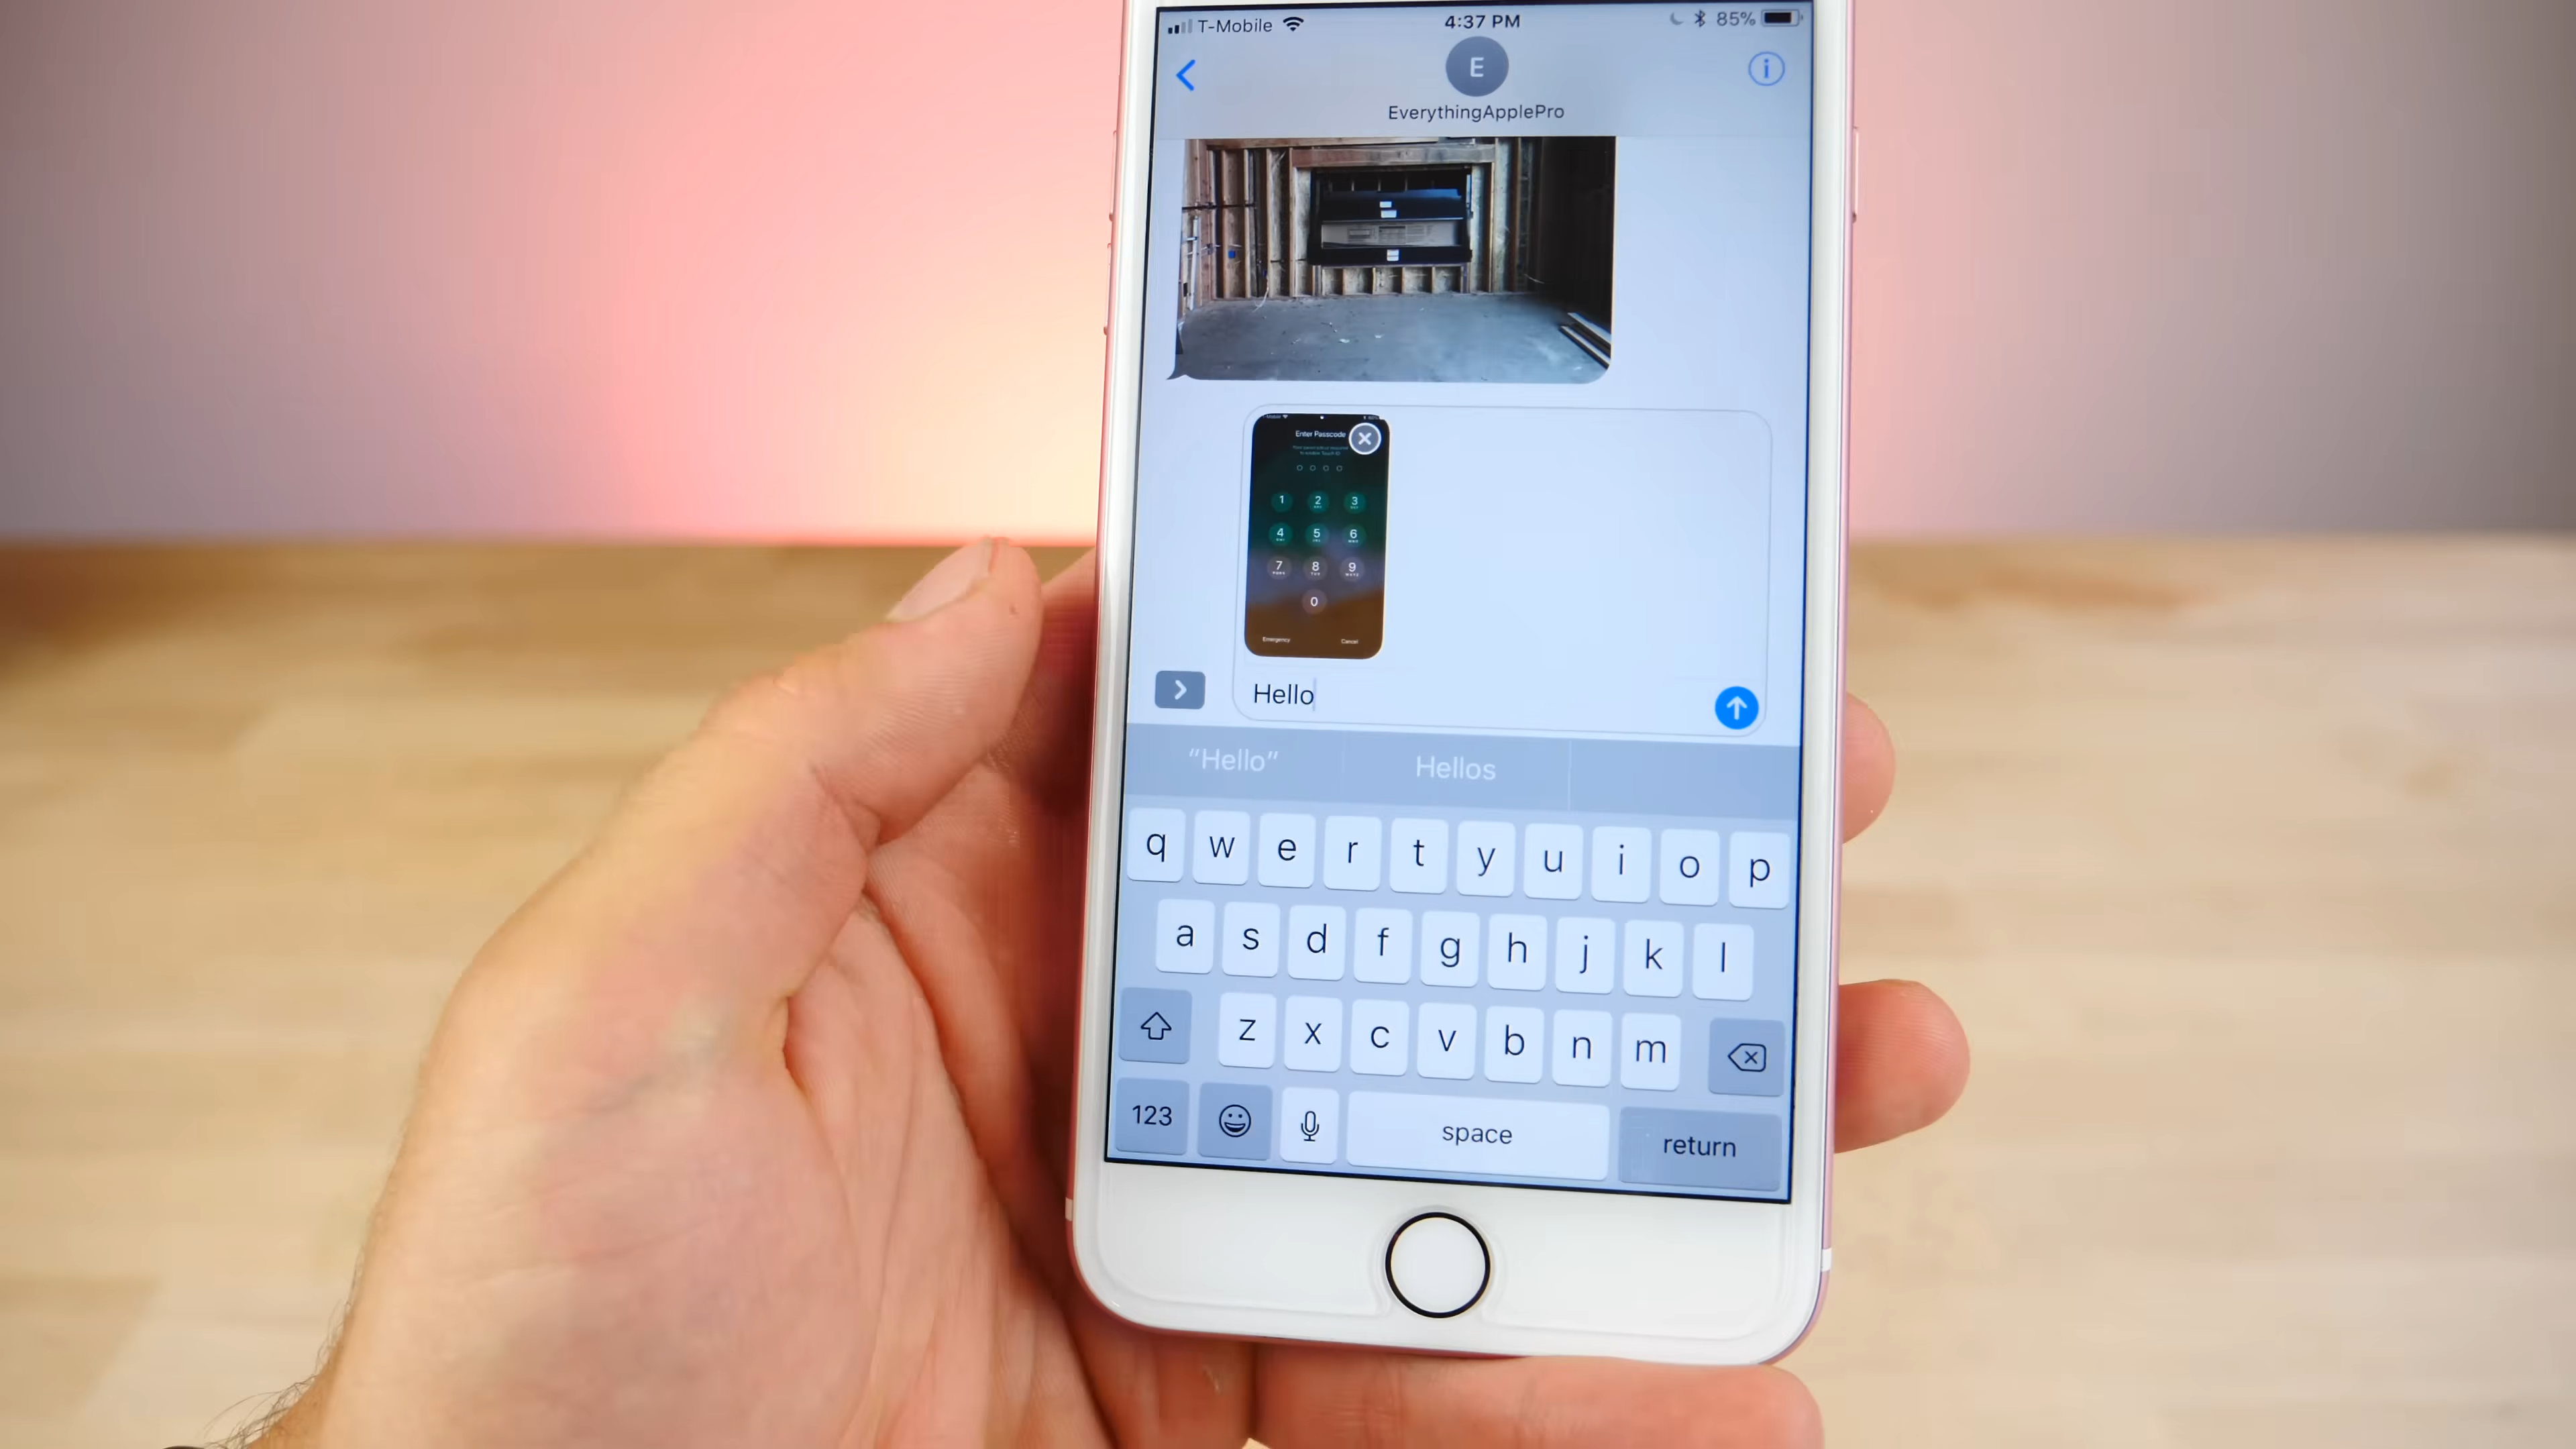 T-Mobile 4:37 PM 85%
E
EverythingApplePro
Enter Passcode
1 2 3
4 5 6
7 8 9
0
Emergency Cancel
Hello
“Hello” Hellos
q w e r t y u i o p
a s d f g h j k l
z x c v b n m
123 space return